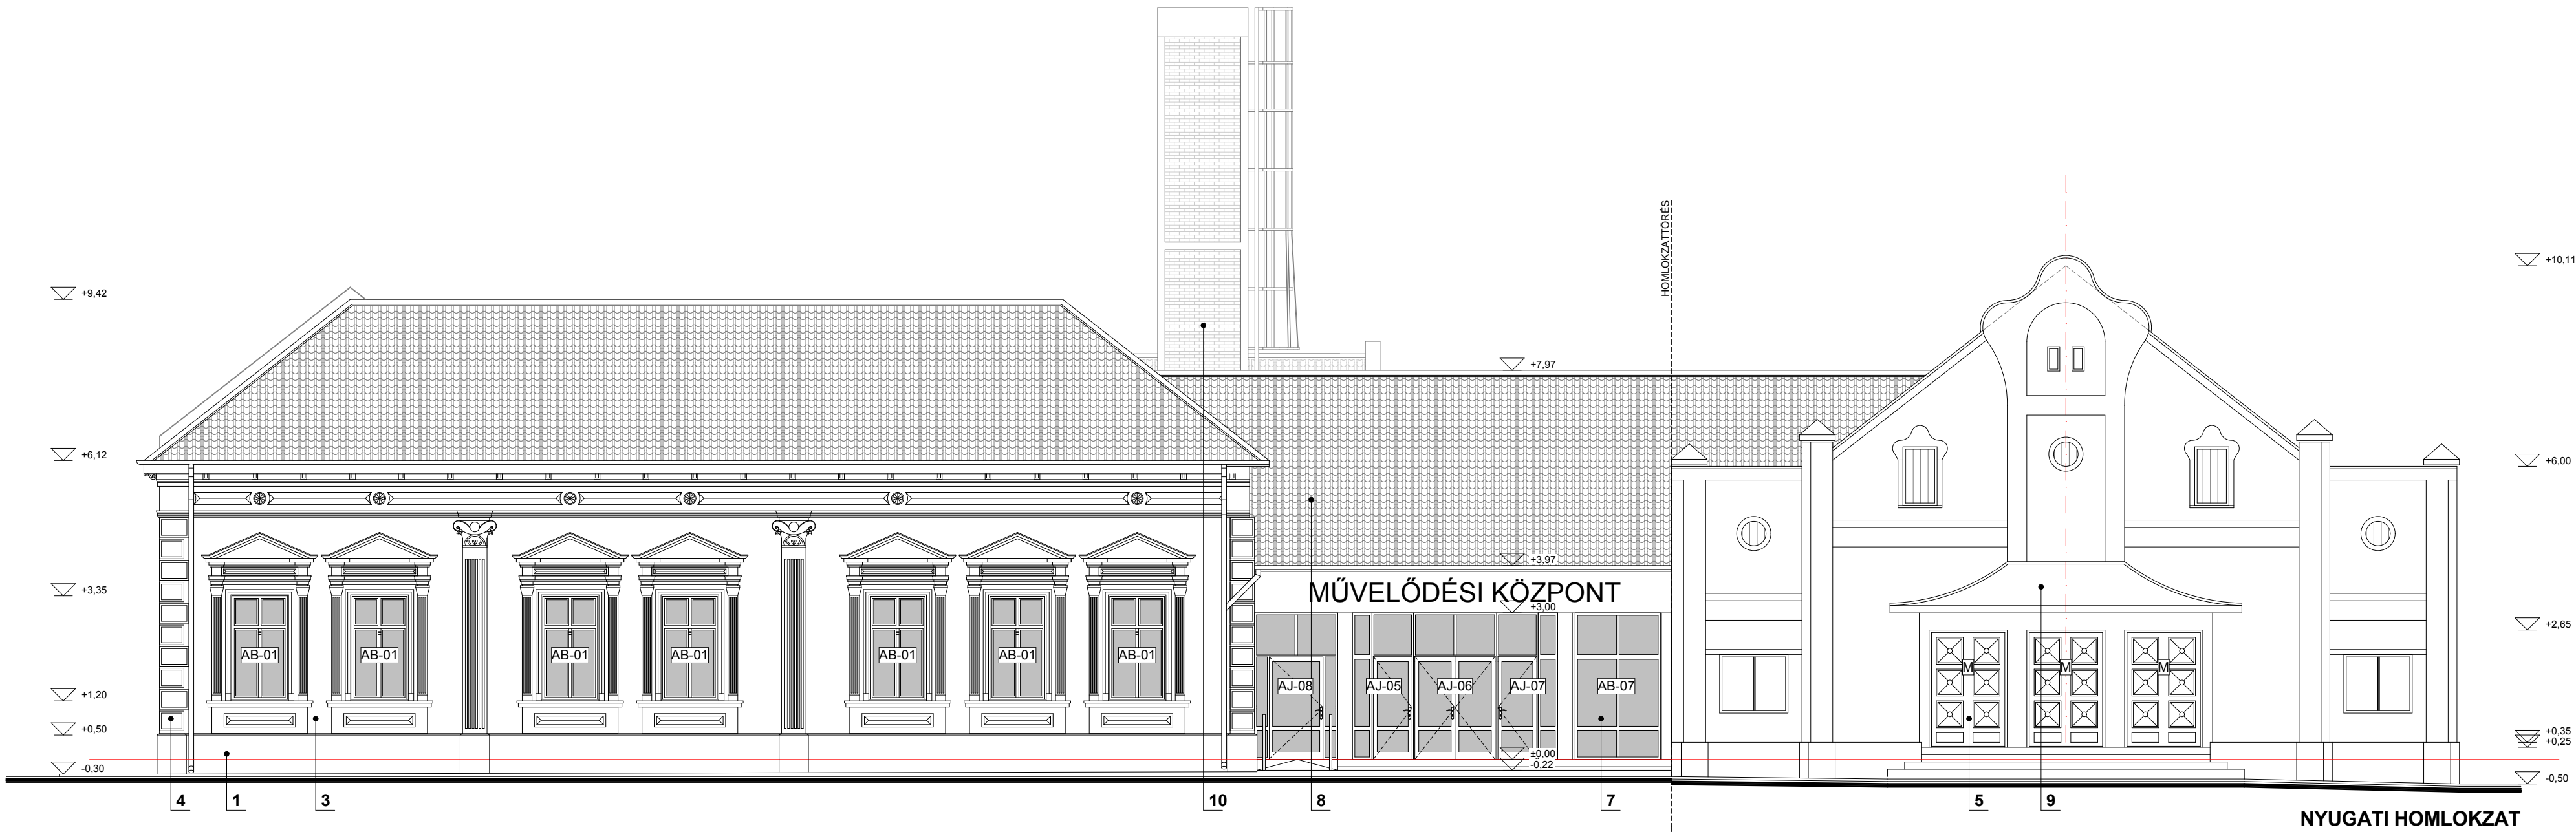 HOMLOKZATTÖRÉS
+10,11
+9,42
+7,97
+6,12
+6,00
+3,97
+3,35
MŰVELŐDÉSI KÖZPONT
+3,00
+2,65
AB-01 AB-01 AB-01 AB-01 AB-01 AB-01 AB-01
M M M
AJ-08 AJ-05 AJ-06 AJ-07 AB-07
+1,20
+0,50
+0,35
+0,25
±0,00
-0,22
-0,30
-0,50
4 1 3 10 8 7 5 9
NYUGATI HOMLOKZAT